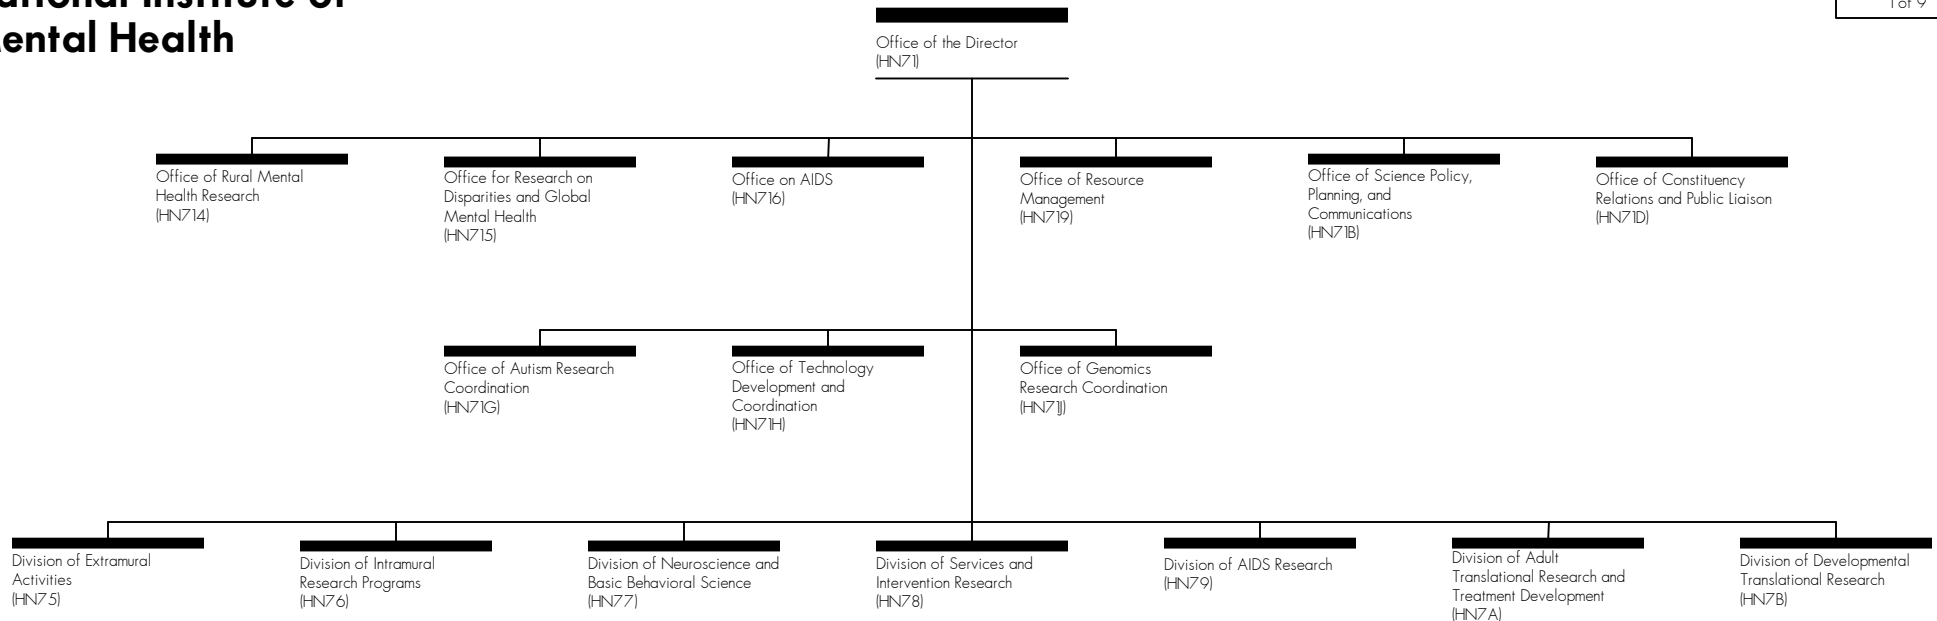 ational Institute of
Mental Health
1 of 9
Office of the Director
(HN71)
Office of Rural Mental
Health Research
(HN714)
Office for Research on
Disparities and Global
Mental Health
(HN715)
Office on AIDS
(HN716)
Office of Resource
Management
(HN719)
Office of Science Policy,
Planning, and
Communications
(HN71B)
Office of Constituency
Relations and Public Liaison
(HN71D)
Office of Autism Research
Coordination
(HN71G)
Office of Technology
Development and
Coordination
(HN71H)
Office of Genomics
Research Coordination
(HN71J)
Division of Extramural
Activities
(HN75)
Division of Intramural
Research Programs
(HN76)
Division of Neuroscience and
Basic Behavioral Science
(HN77)
Division of Services and
Intervention Research
(HN78)
Division of AIDS Research
(HN79)
Division of Adult
Translational Research and
Treatment Development
(HN7A)
Division of Developmental
Translational Research
(HN7B)